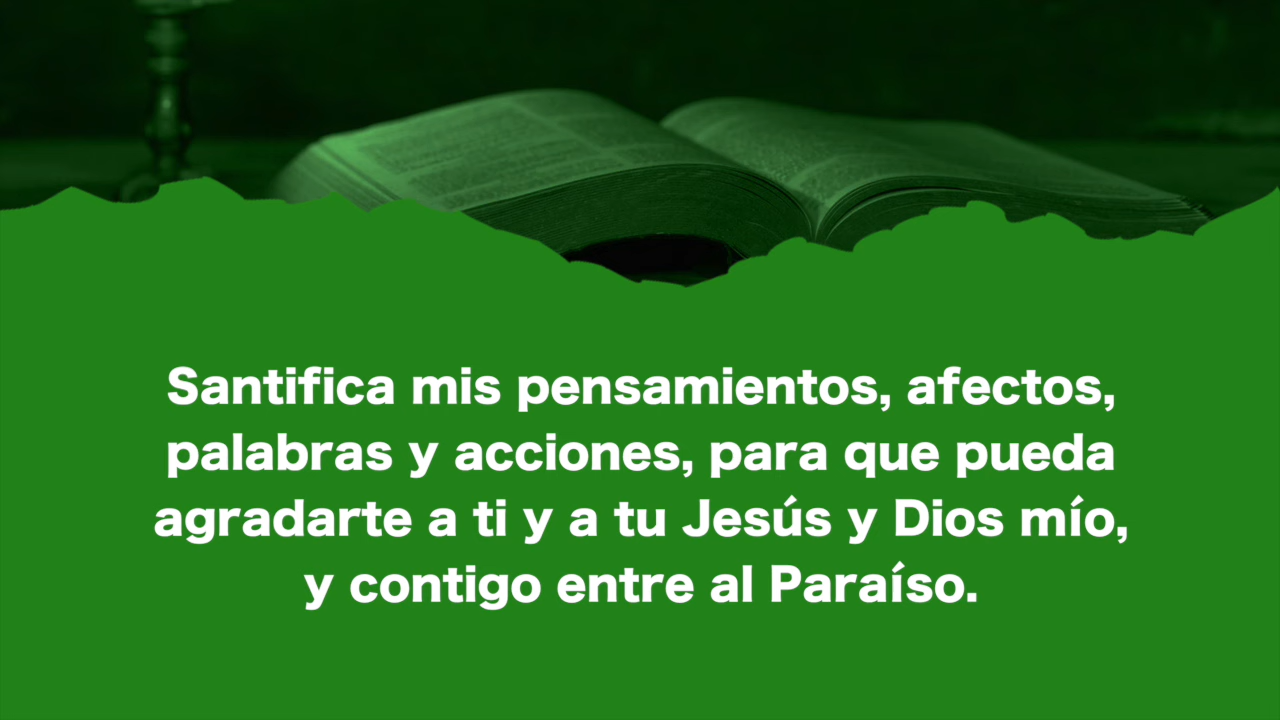 Santifica mis pensamientos, afectos,
palabras y acciones, para que pueda
agradarte a ti y a tu Jesús y Dios mío,
y contigo entre al Paraíso.